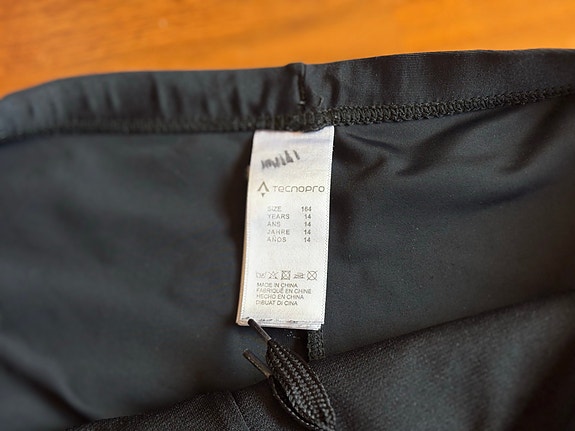 TECNOPRO
SIZE 164
YEARS 14
ANS 14
JAHRE 14
AÑOS 14
MADE IN CHINA
FABRIQUÉ EN CHINE
HECHO EN CHINA
DIBUAT DI CINA